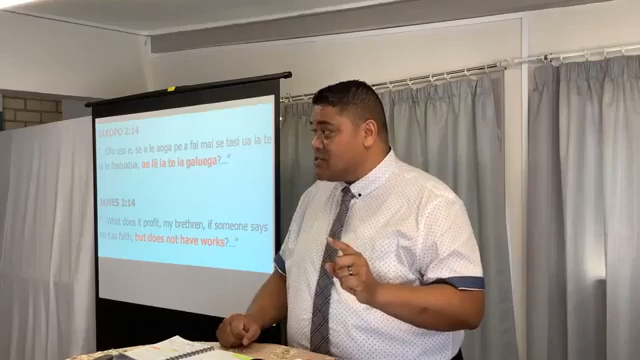 IAKOPO 2:14
" O'u uso e, se a le aoga pe a fai mai se tasi ua ia te
ia le faatuatua, ae lē ia te ia galuega?..."
JAMES 2:14
" What does it profit, my brethren, if someone says
he has faith, but does not have works?..."